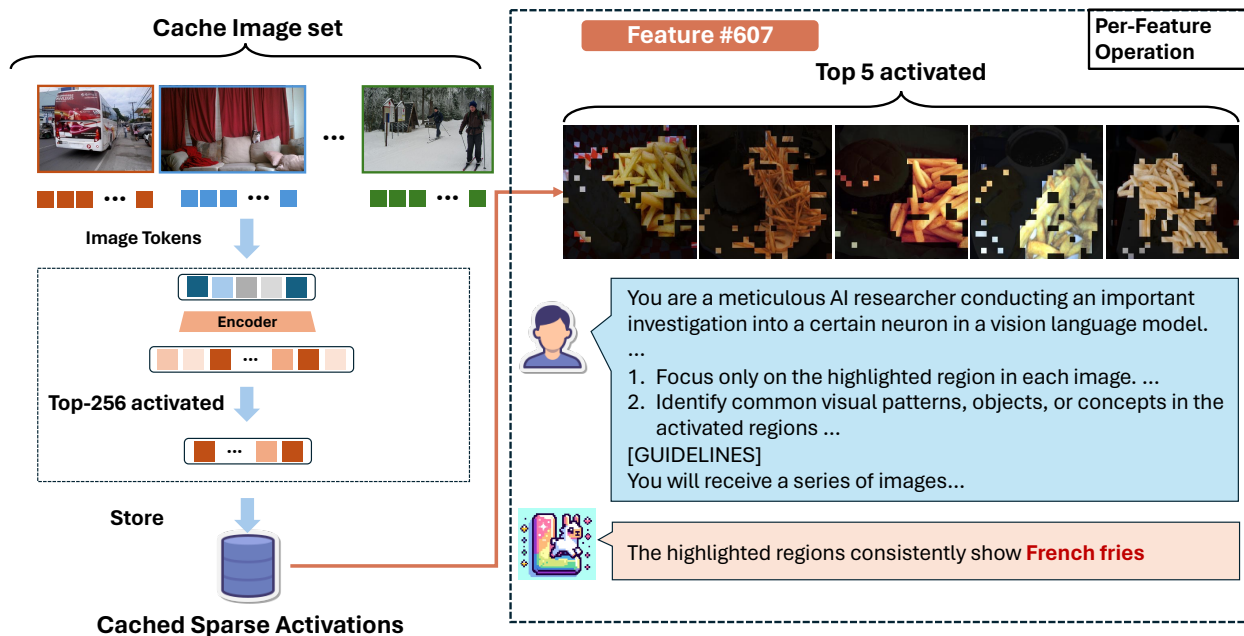 Cache Image set
...
... ... ...
Image Tokens
Encoder
...
Top-256 activated
...
Store
Cached Sparse Activations
Feature #607
Per-Feature
Operation
Top 5 activated
You are a meticulous AI researcher conducting an important
investigation into a certain neuron in a vision language model.
...
1. Focus only on the highlighted region in each image. ...
2. Identify common visual patterns, objects, or concepts in the
activated regions ...
[GUIDELINES]
You will receive a series of images...
The highlighted regions consistently show French fries